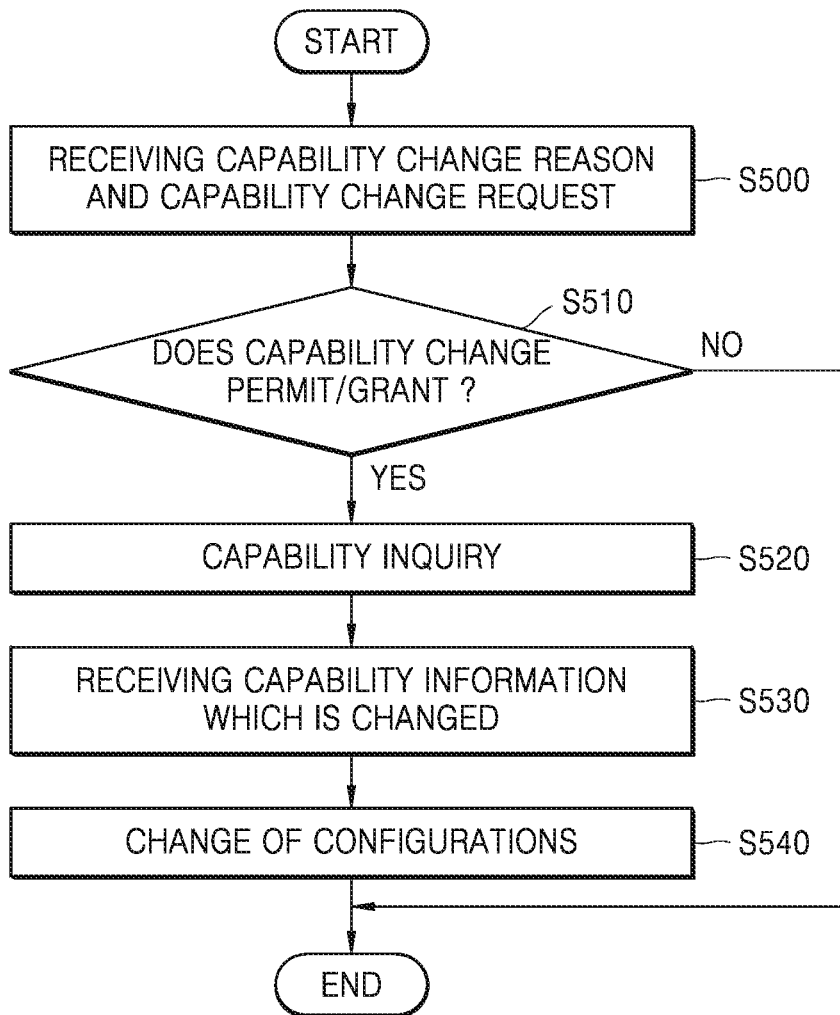 START
RECEIVING CAPABILITY CHANGE REASON
AND CAPABILITY CHANGE REQUEST
S500
S510
DOES CAPABILITY CHANGE
PERMIT/GRANT ?
NO
YES
CAPABILITY INQUIRY
S520
RECEIVING CAPABILITY INFORMATION
WHICH IS CHANGED
S530
CHANGE OF CONFIGURATIONS
S540
END